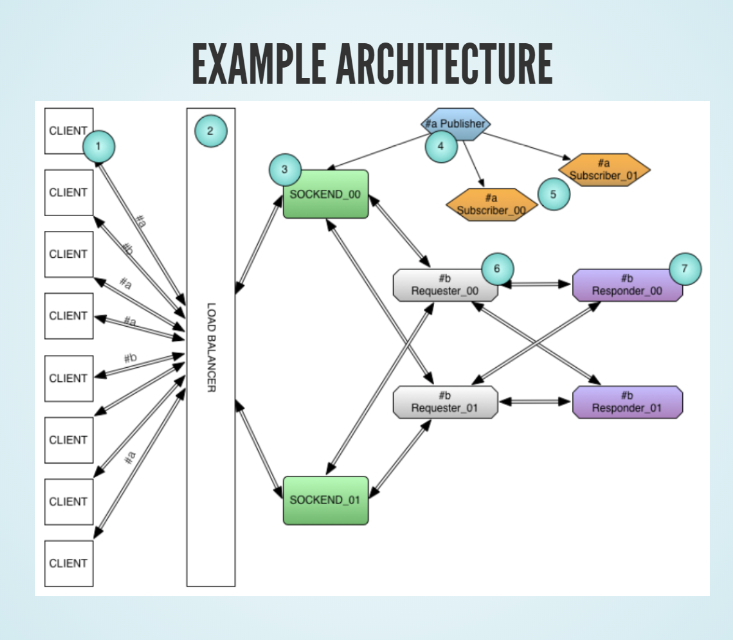 EXAMPLE ARCHITECTURE
CLIENT
1
2
#a Publisher
4
#a
Subscriber_01
3
SOCKEND_00
CLIENT
#a
5
#a
Subscriber_00
#b
CLIENT
#a
6
7
#b
Requester_00
#b
Responder_00
CLIENT
#a
LOAD BALANCER
#b
CLIENT
#b
Requester_01
#b
Responder_01
CLIENT
#a
CLIENT
SOCKEND_01
CLIENT